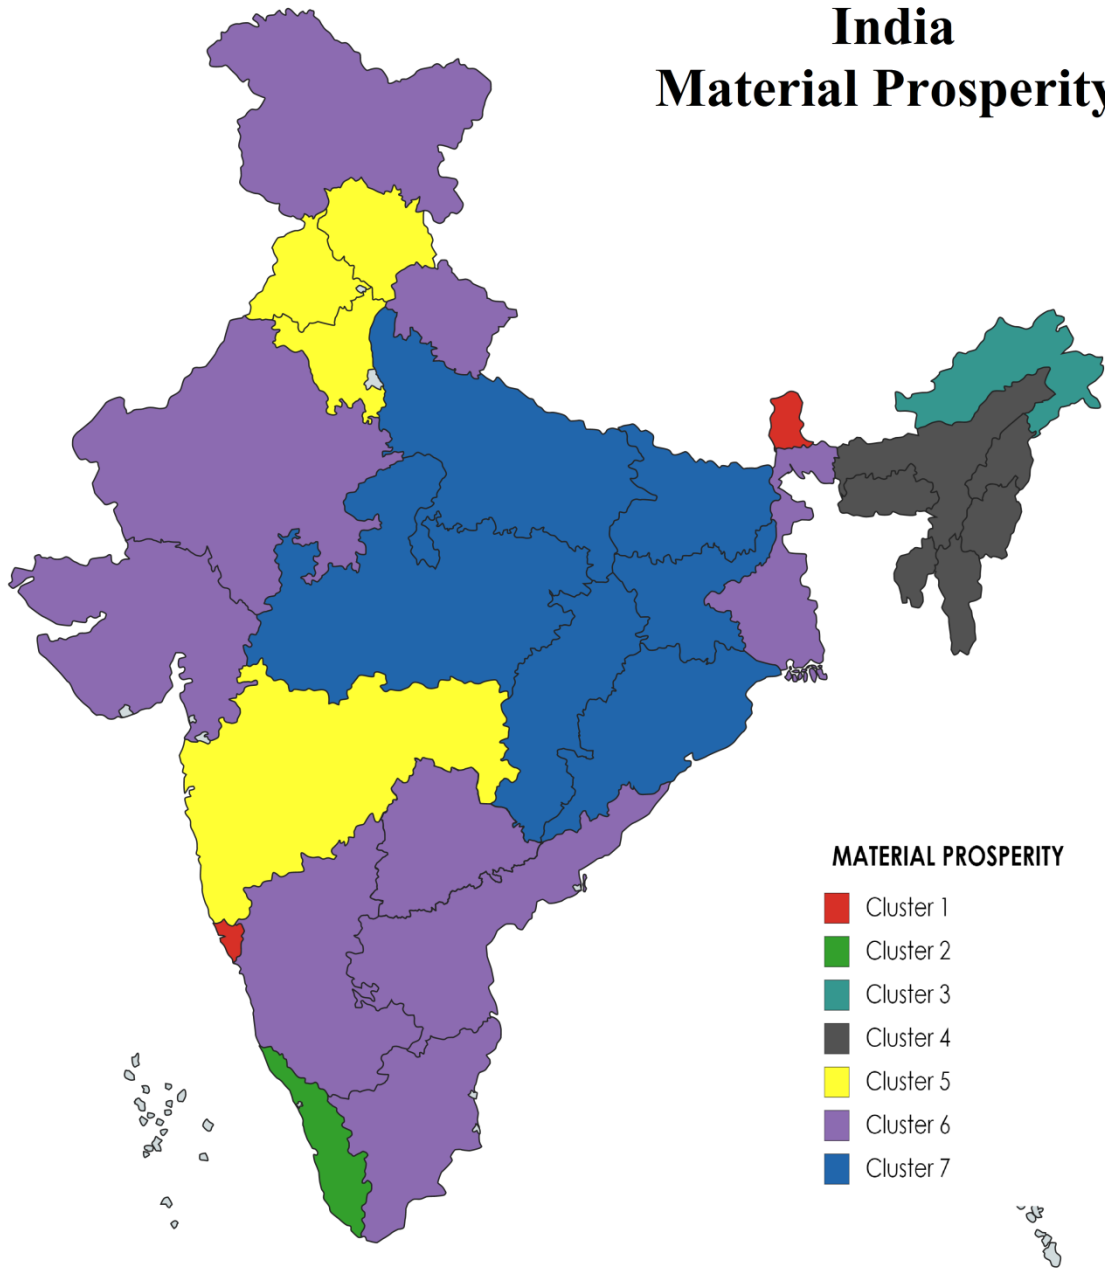 India
Material Prosperity
MATERIAL PROSPERITY
Cluster 1
Cluster 2
Cluster 3
Cluster 4
Cluster 5
Cluster 6
Cluster 7